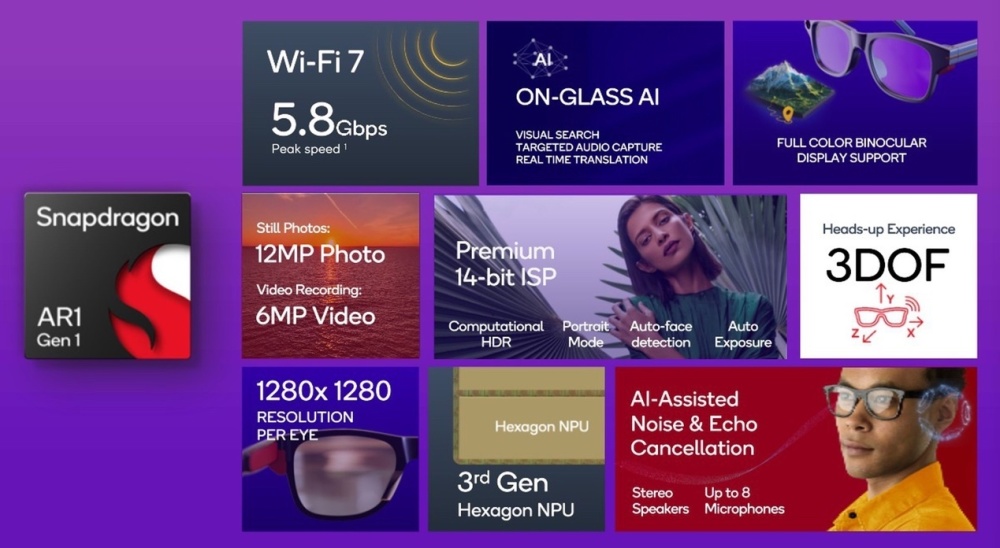 Snapdragon
AR1
Gen 1
Wi-Fi 7
5.8Gbps
Peak speed 1
AI
ON-GLASS AI
VISUAL SEARCH
TARGETED AUDIO CAPTURE
REAL TIME TRANSLATION
FULL COLOR BINOCULAR
DISPLAY SUPPORT
Still Photos:
12MP Photo
Video Recording:
6MP Video
Premium
14-bit ISP
Computational
HDR
Portrait
Mode
Auto-face
detection
Auto
Exposure
Heads-up Experience
3DOF
Y
Z
X
1280x 1280
RESOLUTION
PER EYE
Hexagon NPU
3rd Gen
Hexagon NPU
AI-Assisted
Noise & Echo
Cancellation
Stereo
Speakers
Up to 8
Microphones